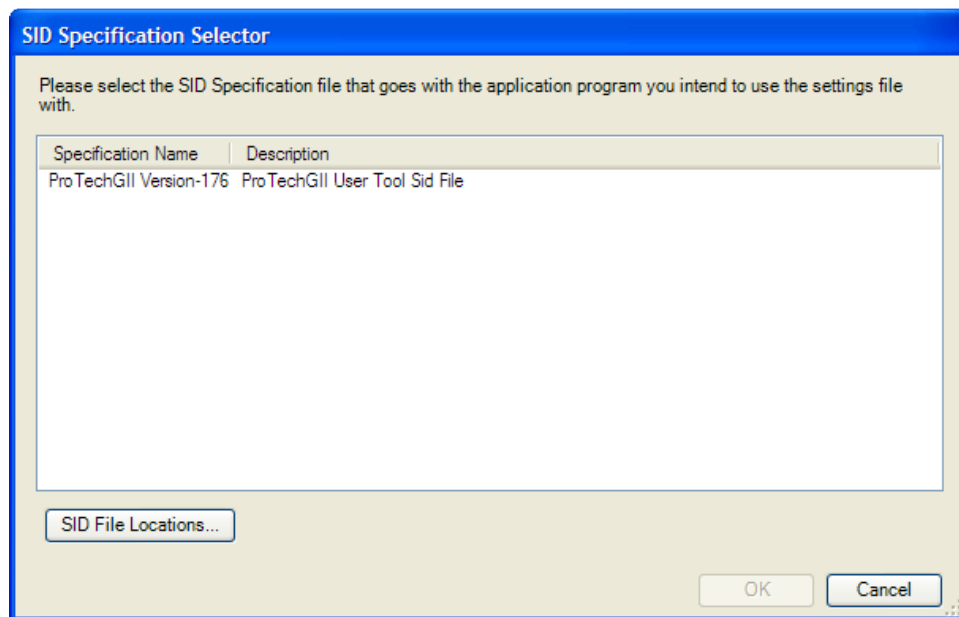 SID Specification Selector
Please select the SID Specification file that goes with the application program you intend to use the settings file
with.
Specification Name Description
ProTechGII Version-176 ProTechGII User Tool Sid File
SID File Locations...
OK Cancel